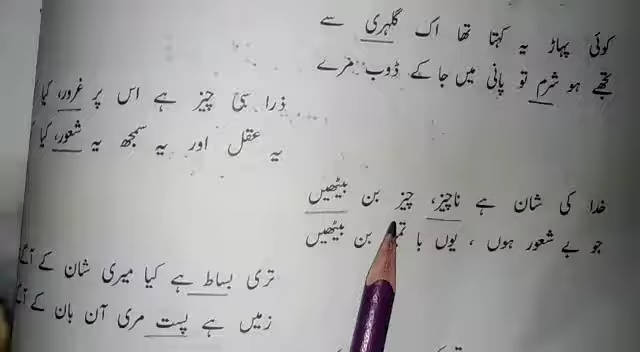 کوئی پہاڑ یہ کہتا تھا اک گلہری سے
تجھے ہو شرم تو پانی میں جا کے ڈوب مرے
ذرا سی چیز ہے اس پر غرور، کیا
یہ عقل اور یہ سمجھ یہ شعور، کیا
خدا کی شان ہے ناچیز، چیز بن بیٹھیں
جو بے شعور ہوں ، یوں با بن بیٹھیں
تری بساط ہے کیا میری شان کے آگے
زمیں ہے پست مری آن بان کے آگے